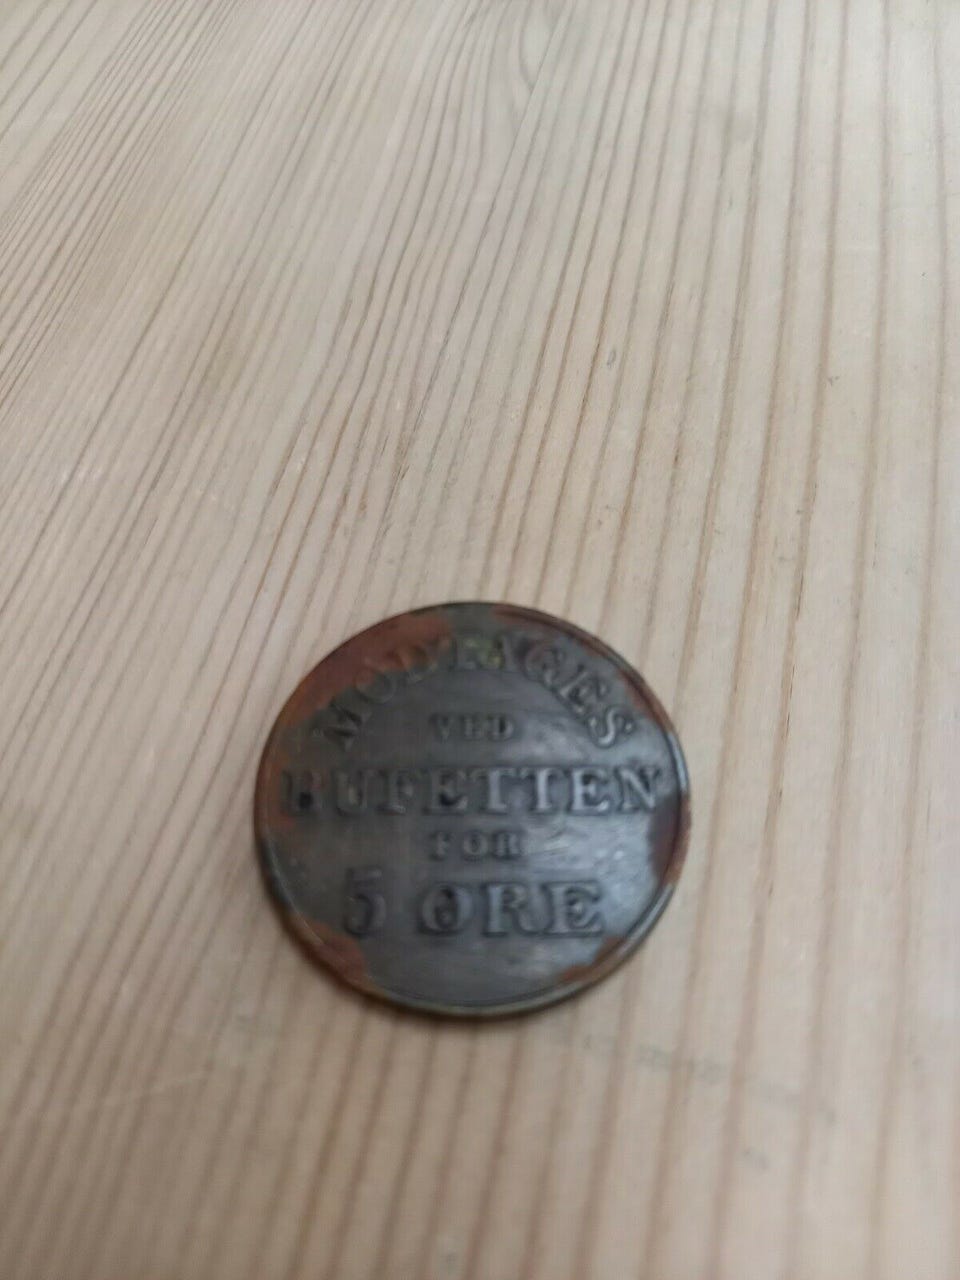 MODTAGES
VED
BUFETTEN
FOR
5 ØRE